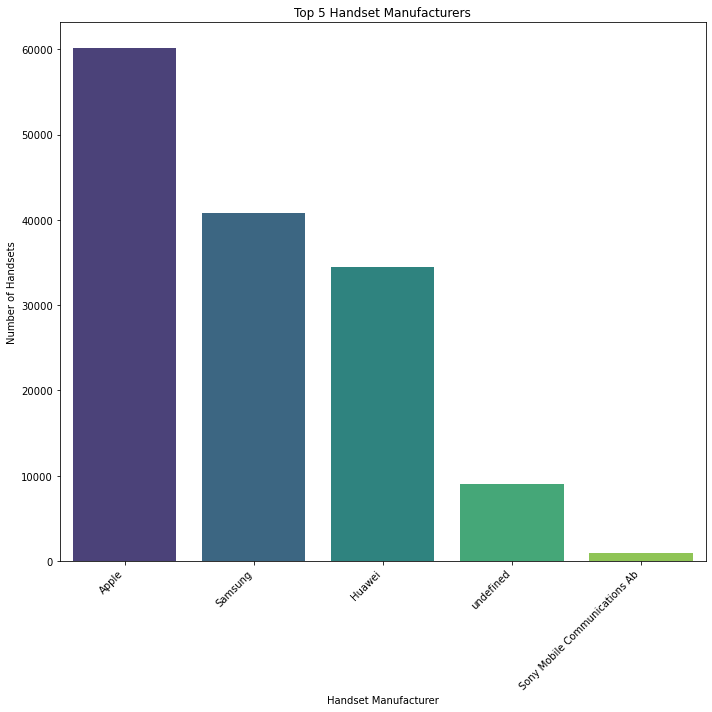 Top 5 Handset Manufacturers
60000
50000
40000
30000
20000
10000
0
Number of Handsets
Apple
Samsung
Huawei
undefined
Sony Mobile Communications Ab
Handset Manufacturer